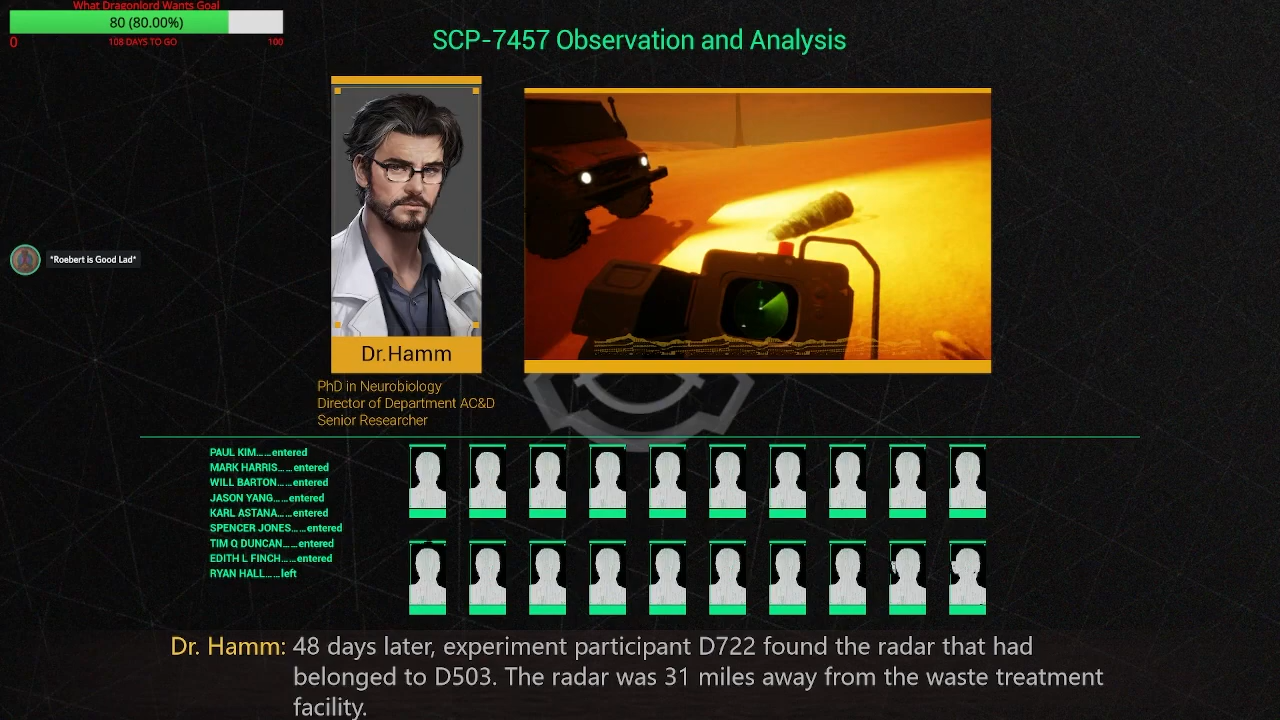 What Dragonlord Wants Goal
80 (80.00%)
0
108 DAYS TO GO
100
SCP-7457 Observation and Analysis
*Roebert is Good Lad*
Dr.Hamm
PhD in Neurobiology
Director of Department AC&D
Senior Researcher
PAUL KIM......entered
MARK HARRIS......entered
WILL BARTON......entered
JASON YANG......entered
KARL ASTANA......entered
SPENCER JONES......entered
TIM Q DUNCAN......entered
EDITH L FINCH......entered
RYAN HALL......left
Dr. Hamm: 48 days later, experiment participant D722 found the radar that had
belonged to D503. The radar was 31 miles away from the waste treatment
facility.